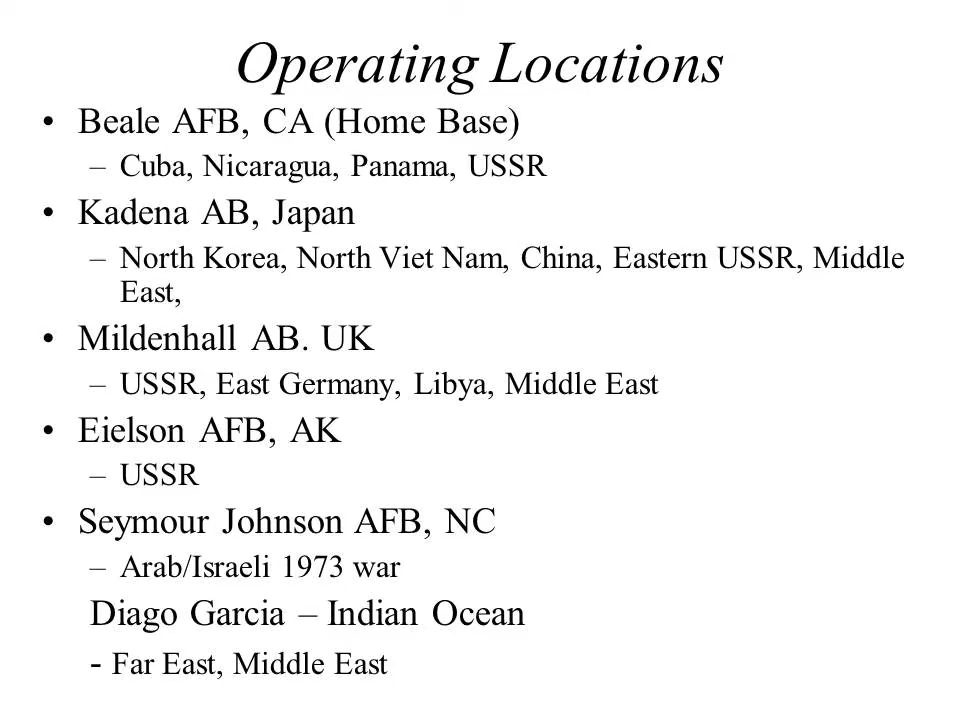 Operating Locations
• Beale AFB, CA (Home Base)
– Cuba, Nicaragua, Panama, USSR
• Kadena AB, Japan
– North Korea, North Viet Nam, China, Eastern USSR, Middle
East,
• Mildenhall AB. UK
– USSR, East Germany, Libya, Middle East
• Eielson AFB, AK
– USSR
• Seymour Johnson AFB, NC
– Arab/Israeli 1973 war
Diago Garcia – Indian Ocean
- Far East, Middle East